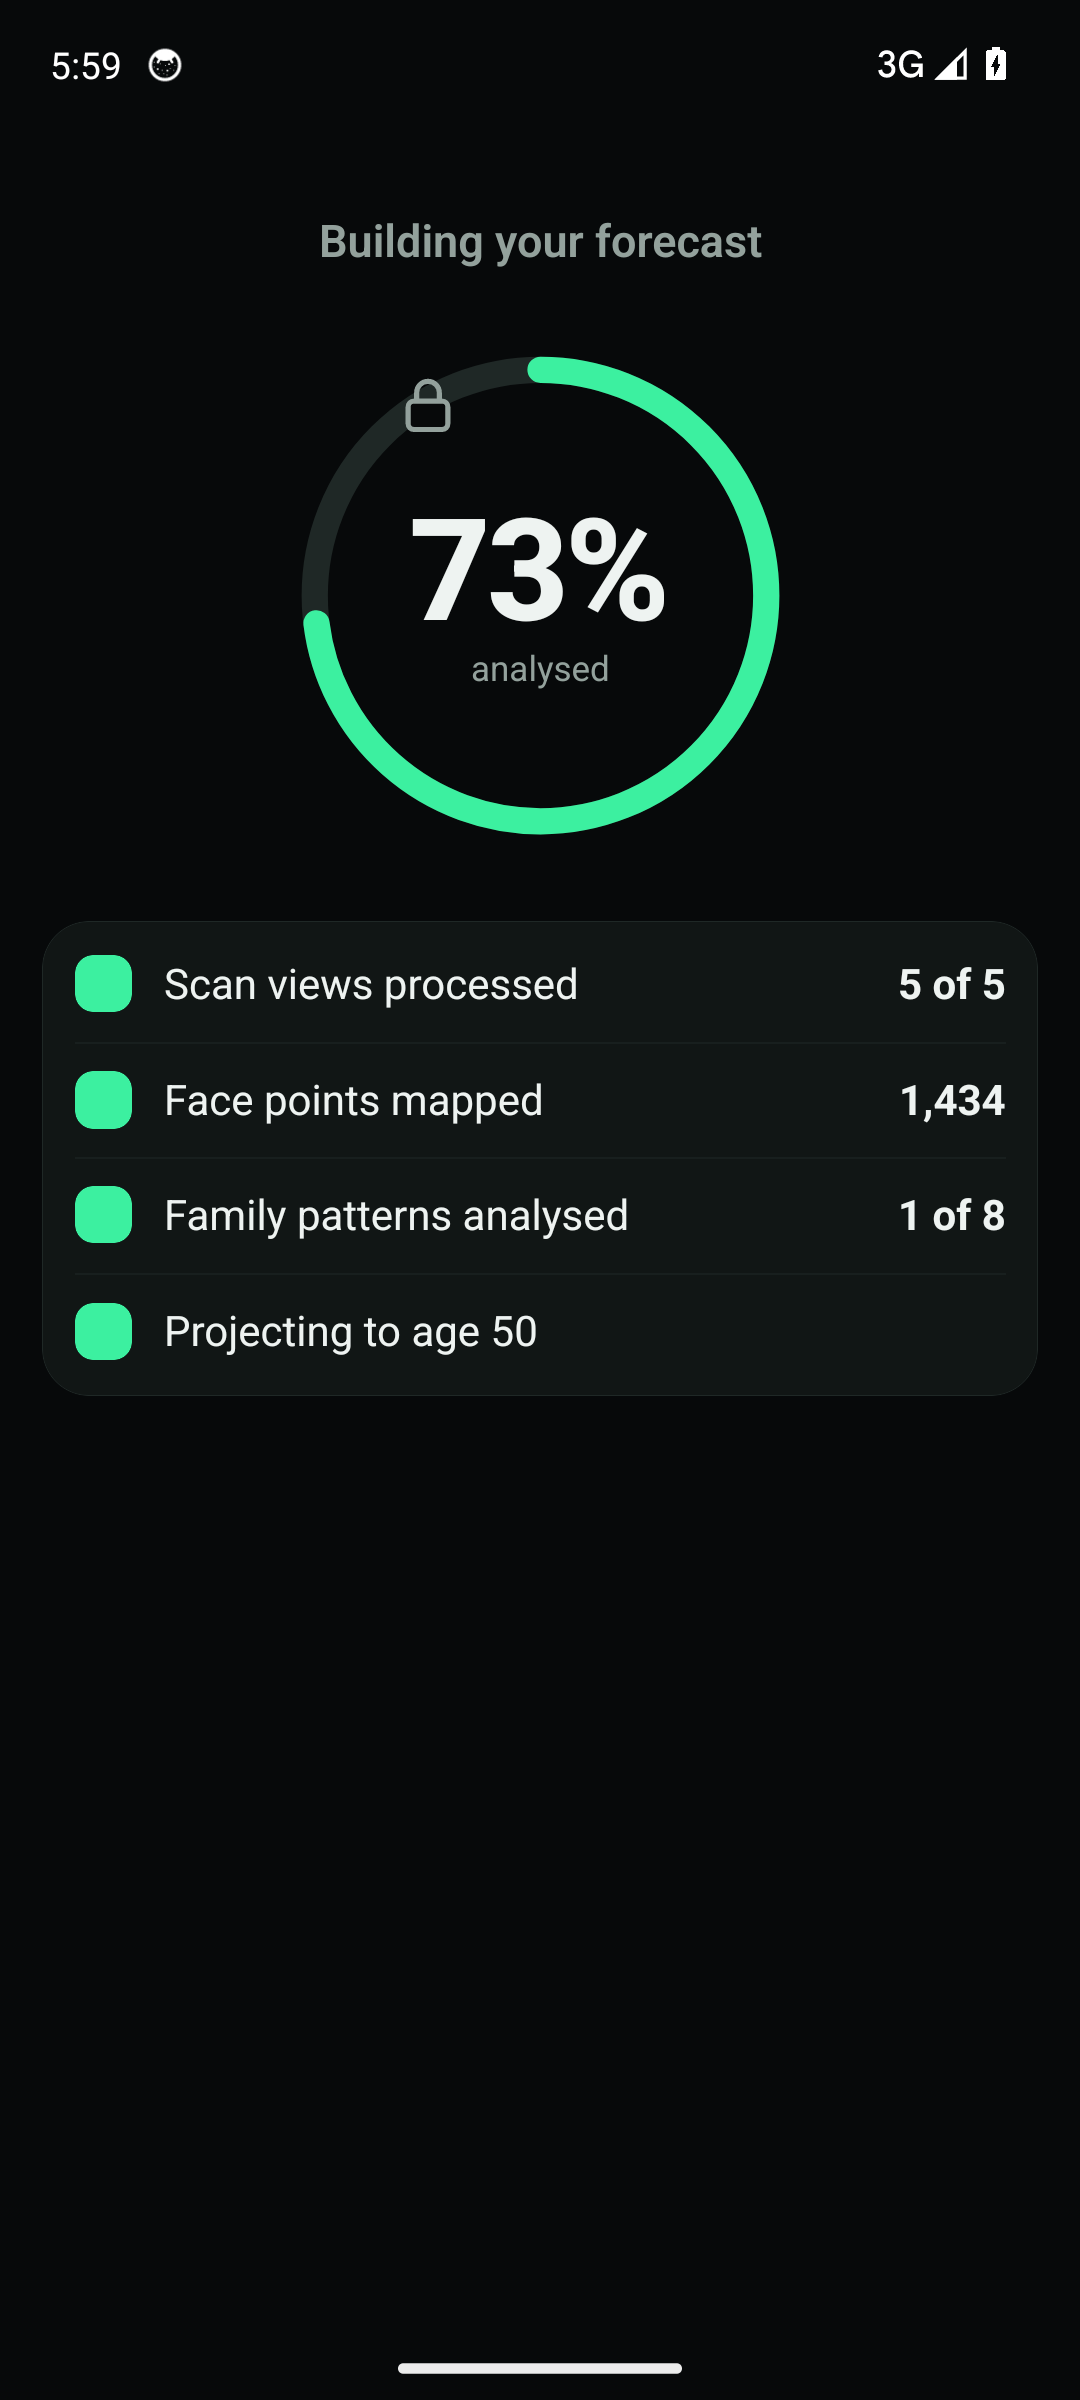 5:59
3G
Building your forecast
73%
analysed
Scan views processed 5 of 5
Face points mapped 1,434
Family patterns analysed 1 of 8
Projecting to age 50